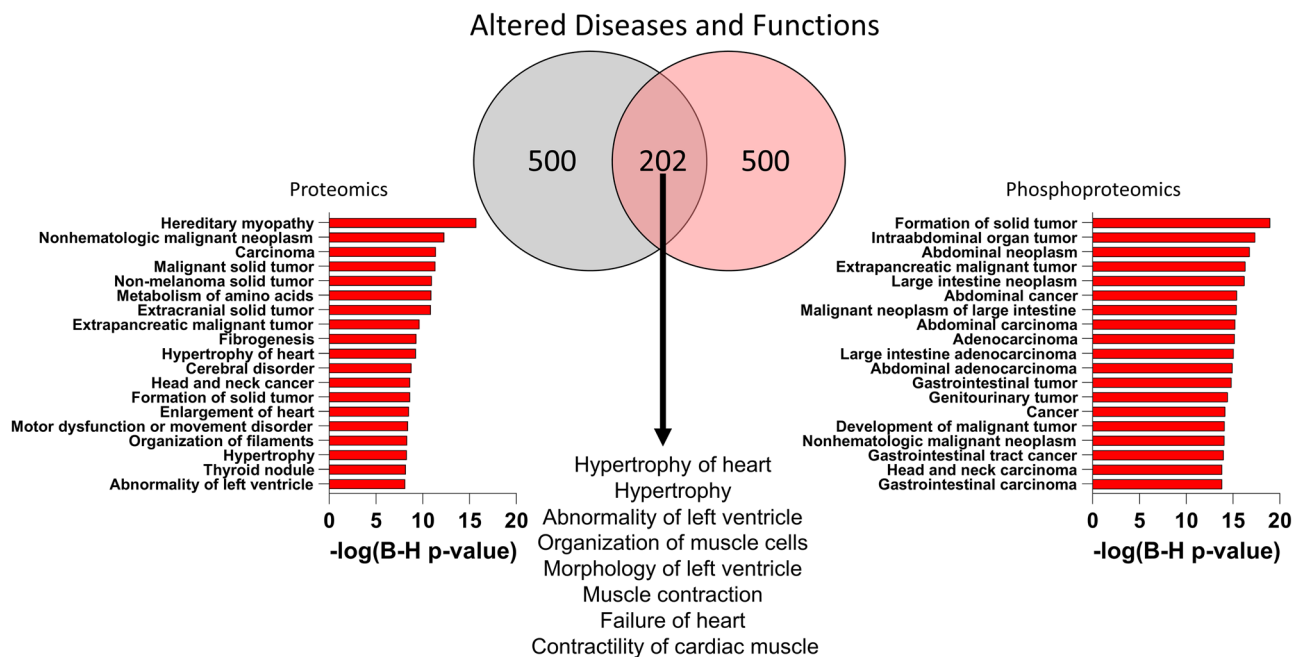 Altered Diseases and Functions
500
202
500
Proteomics
Hereditary myopathy
Nonhematologic malignant neoplasm
Carcinoma
Malignant solid tumor
Non-melanoma solid tumor
Metabolism of amino acids
Extracranial solid tumor
Extrapancreatic malignant tumor
Fibrogenesis
Hypertrophy of heart
Cerebral disorder
Head and neck cancer
Formation of solid tumor
Enlargement of heart
Motor dysfunction or movement disorder
Organization of filaments
Hypertrophy
Thyroid nodule
Abnormality of left ventricle
0 5 10 15 20
-log(B-H p-value)
Hypertrophy of heart
Hypertrophy
Abnormality of left ventricle
Organization of muscle cells
Morphology of left ventricle
Muscle contraction
Failure of heart
Contractility of cardiac muscle
Phosphoproteomics
Formation of solid tumor
Intraabdominal organ tumor
Abdominal neoplasm
Extrapancreatic malignant tumor
Large intestine neoplasm
Abdominal cancer
Malignant neoplasm of large intestine
Abdominal carcinoma
Adenocarcinoma
Large intestine adenocarcinoma
Abdominal adenocarcinoma
Gastrointestinal tumor
Genitourinary tumor
Cancer
Development of malignant tumor
Nonhematologic malignant neoplasm
Gastrointestinal tract cancer
Head and neck carcinoma
Gastrointestinal carcinoma
0 5 10 15 20
-log(B-H p-value)